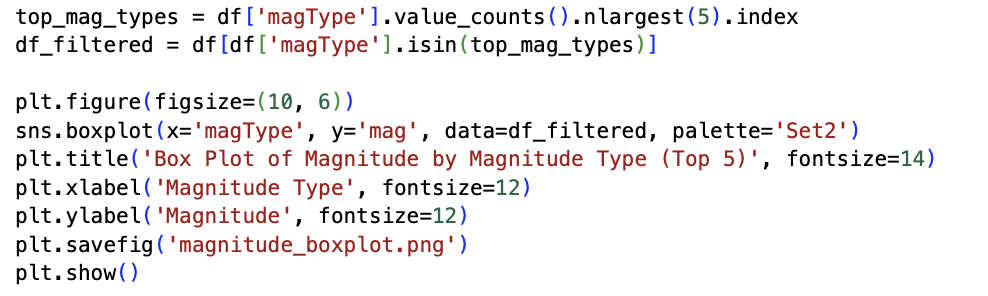 top_mag_types = df['magType'].value_counts().nlargest(5).index
df_filtered = df[df['magType'].isin(top_mag_types)]

plt.figure(figsize=(10, 6))
sns.boxplot(x='magType', y='mag', data=df_filtered, palette='Set2')
plt.title('Box Plot of Magnitude by Magnitude Type (Top 5)', fontsize=14)
plt.xlabel('Magnitude Type', fontsize=12)
plt.ylabel('Magnitude', fontsize=12)
plt.savefig('magnitude_boxplot.png')
plt.show()